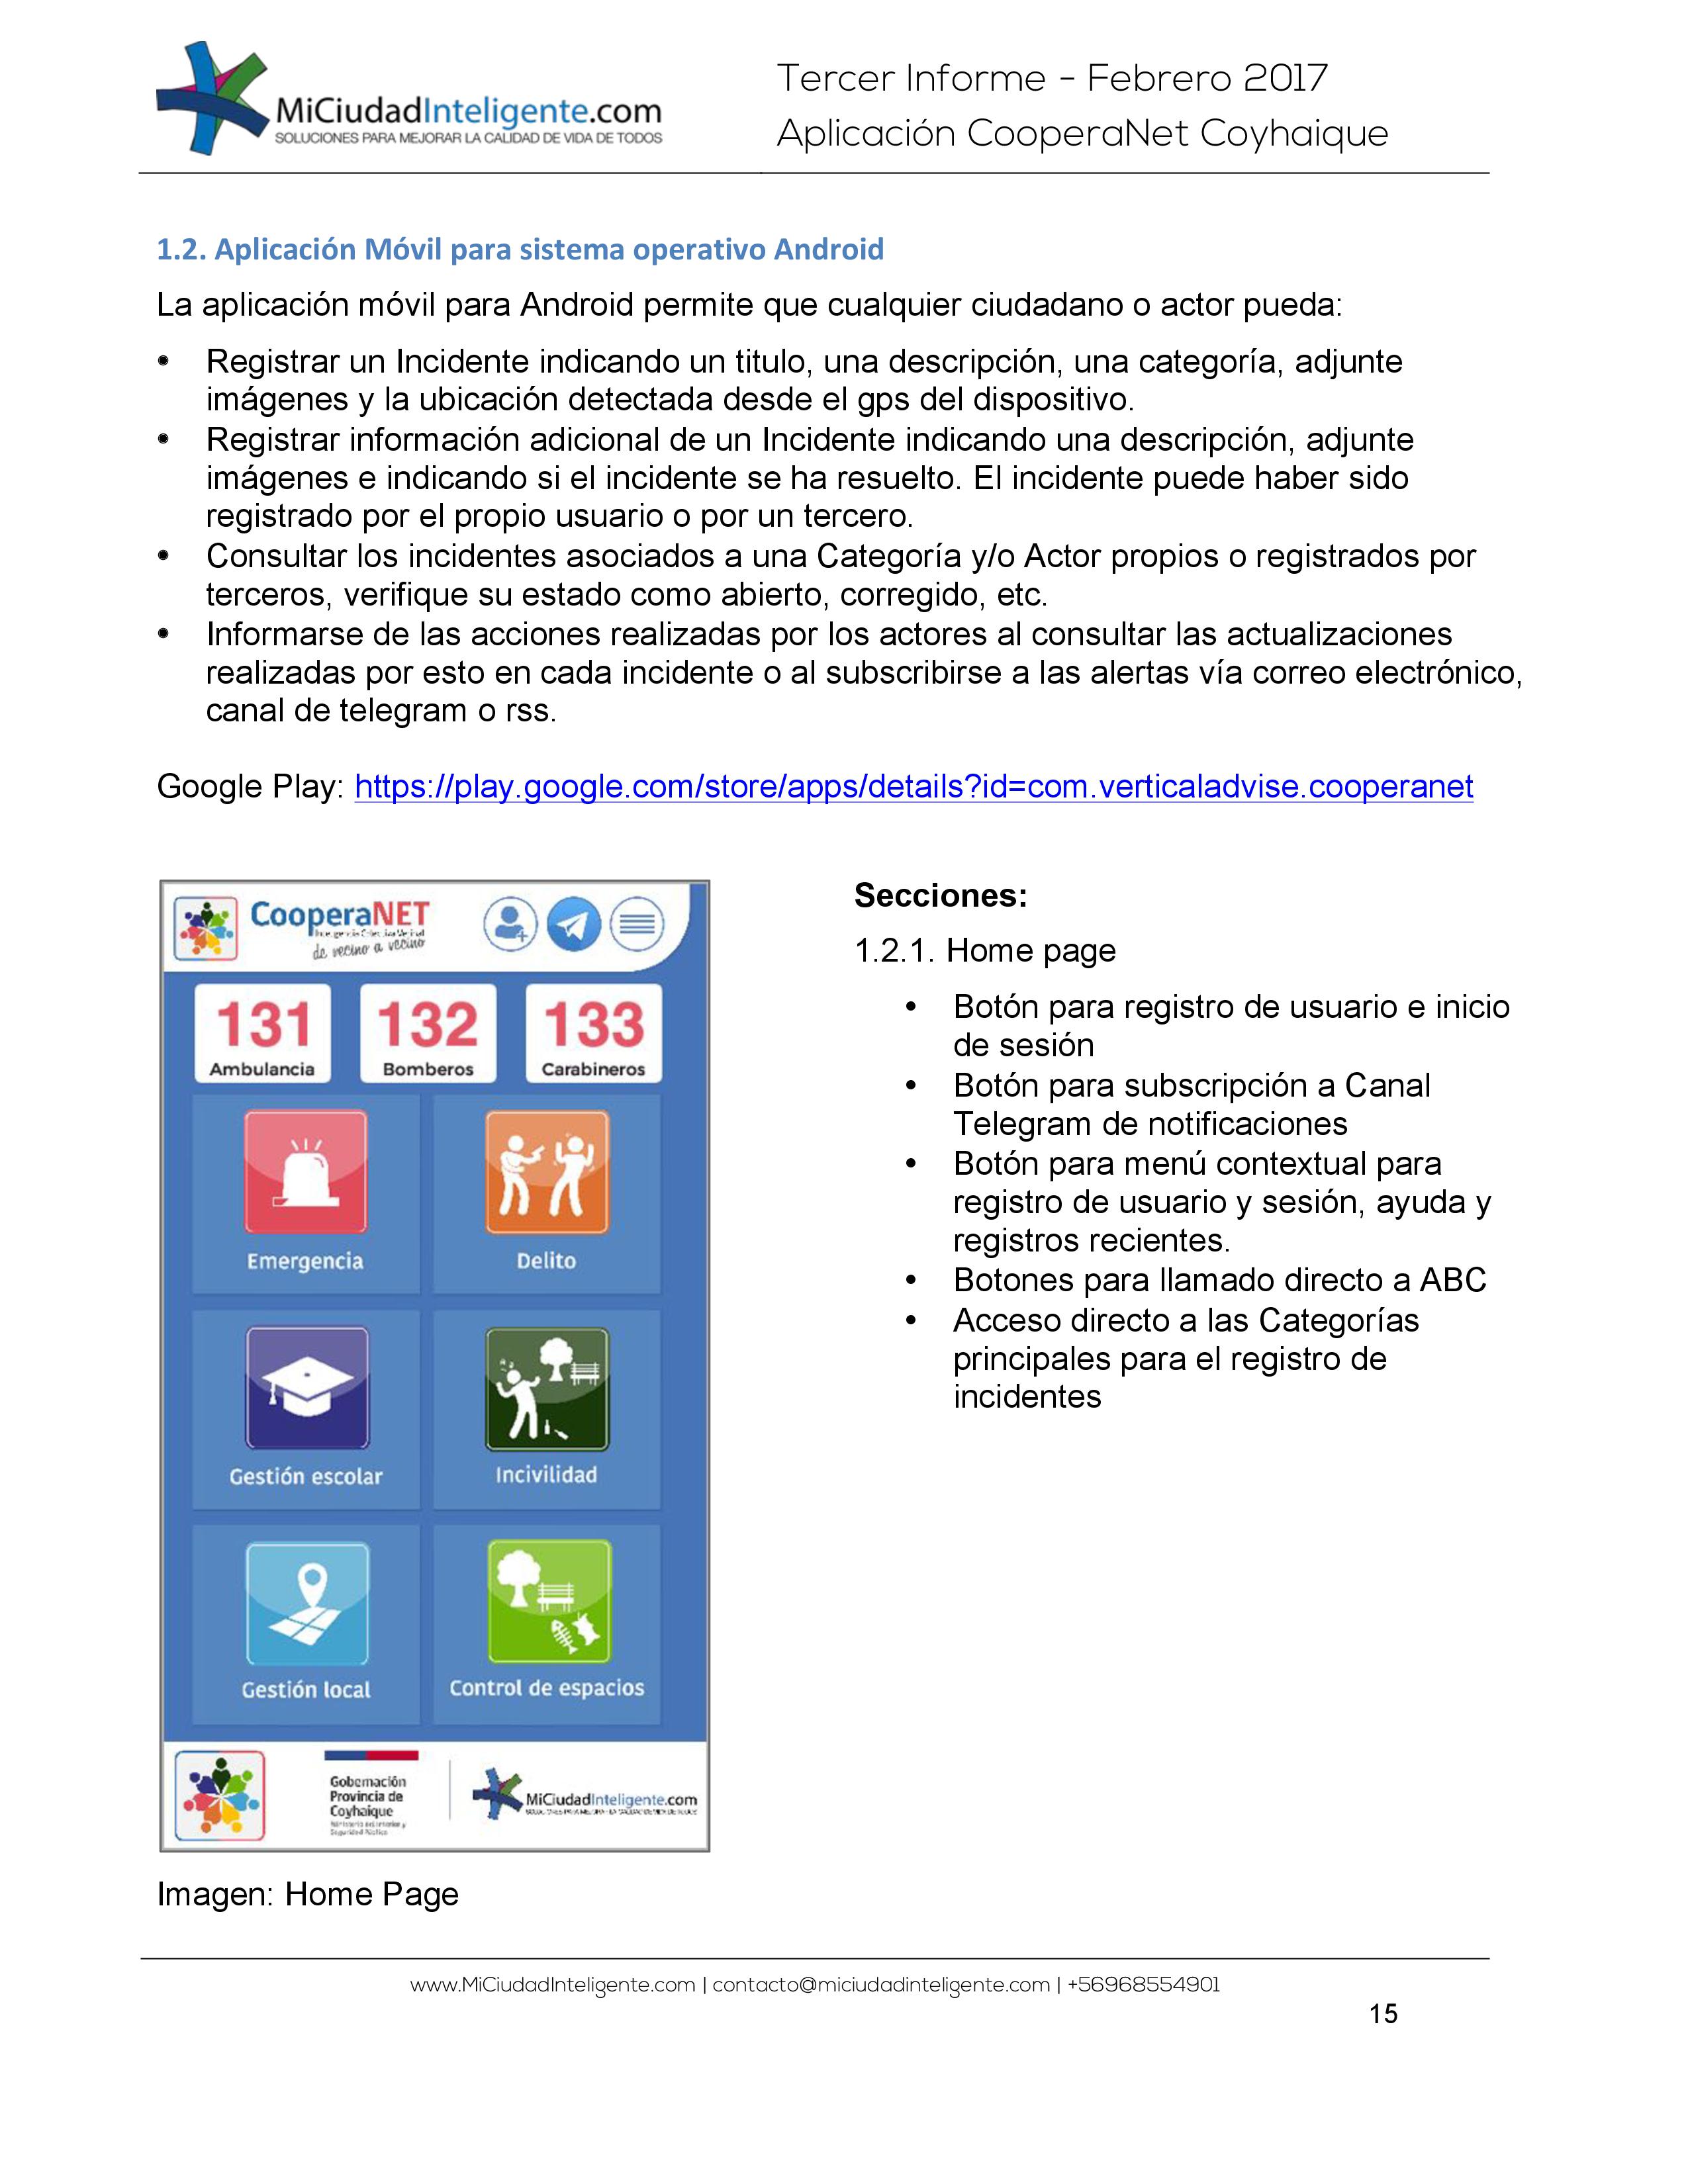 MiCiudadInteligente.com
SOLUCIONES PARA MEJORAR LA CALIDAD DE VIDA DE TODOS
Tercer Informe - Febrero 2017
Aplicación CooperaNet Coyhaique
1.2. Aplicación Móvil para sistema operativo Android
La aplicación móvil para Android permite que cualquier ciudadano o actor pueda:
• Registrar un Incidente indicando un titulo, una descripción, una categoría, adjunte
imágenes y la ubicación detectada desde el gps del dispositivo.
• Registrar información adicional de un Incidente indicando una descripción, adjunte
imágenes e indicando si el incidente se ha resuelto. El incidente puede haber sido
registrado por el propio usuario o por un tercero.
• Consultar los incidentes asociados a una Categoría y/o Actor propios o registrados por
terceros, verifique su estado como abierto, corregido, etc.
• Informarse de las acciones realizadas por los actores al consultar las actualizaciones
realizadas por esto en cada incidente o al subscribirse a las alertas vía correo electrónico,
canal de telegram o rss.
Google Play: https://play.google.com/store/apps/details?id=com.verticaladvise.cooperanet
CooperaNET
de vecino a vecino
131
Ambulancia
132
Bomberos
133
Carabineros
Emergencia
Delito
Gestión escolar
Incivilidad
Gestión local
Control de espacios
Gobernación
Provincia de
Coyhaique
MiCiudadInteligente.com
Imagen: Home Page
Secciones:
1.2.1. Home page
• Botón para registro de usuario e inicio
de sesión
• Botón para subscripción a Canal
Telegram de notificaciones
• Botón para menú contextual para
registro de usuario y sesión, ayuda y
registros recientes.
• Botones para llamado directo a ABC
• Acceso directo a las Categorías
principales para el registro de
incidentes
www.MiCiudadInteligente.com | contacto@miciudadinteligente.com | +56968554901
15